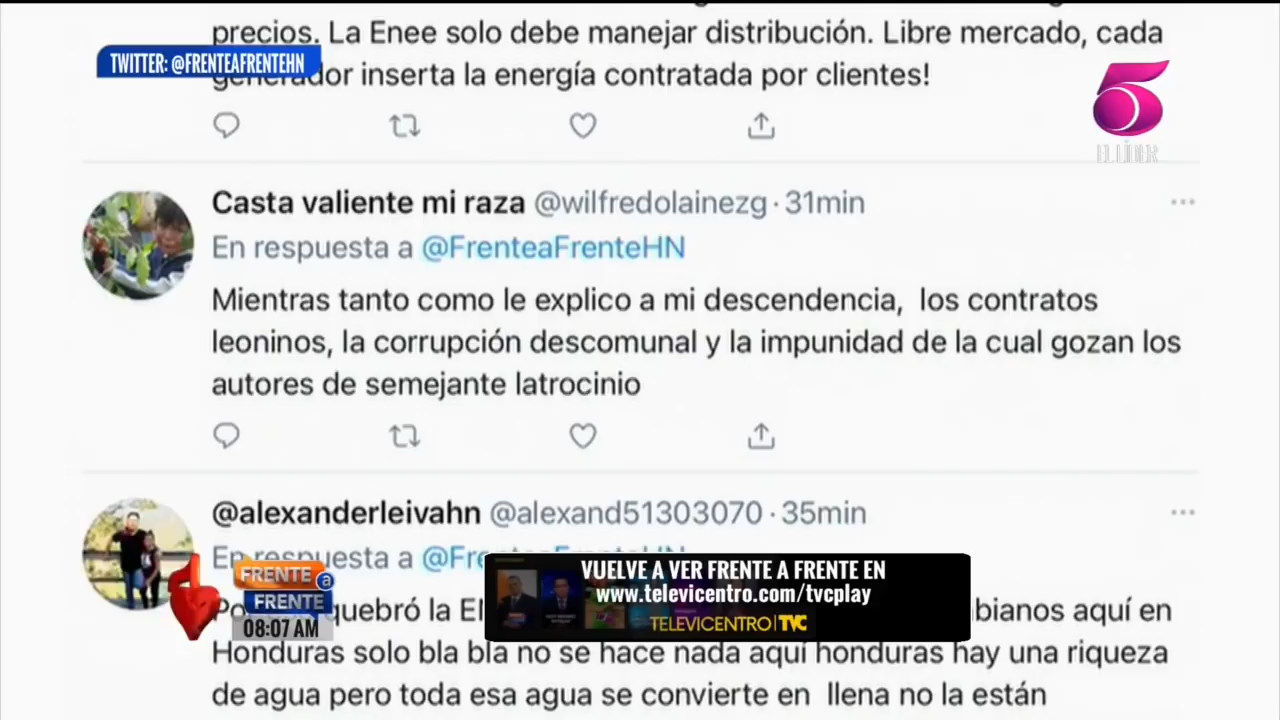 precios. La Enee solo debe manejar distribución. Libre mercado, cada
TWITTER: @FRENTEAFRENTEHN
generador inserta la energía contratada por clientes!
5
EL LÍDER
Casta valiente mi raza @wilfredolainezg · 31min
En respuesta a @FrenteaFrenteHN
Mientras tanto como le explico a mi descendencia, los contratos
leoninos, la corrupción descomunal y la impunidad de la cual gozan los
autores de semejante latrocinio
@alexanderleivahn @alexand51303070 · 35min
En respuesta a @FrenteaFrenteHN
FRENTE a
FRENTE
08:07 AM
VUELVE A VER FRENTE A FRENTE EN
www.televicentro.com/tvcplay
TELEVICENTRO | TVC
quebró la
aquí en
Honduras solo bla bla no se hace nada aquí honduras hay una riqueza
de agua pero toda esa agua se convierte en llena no la están